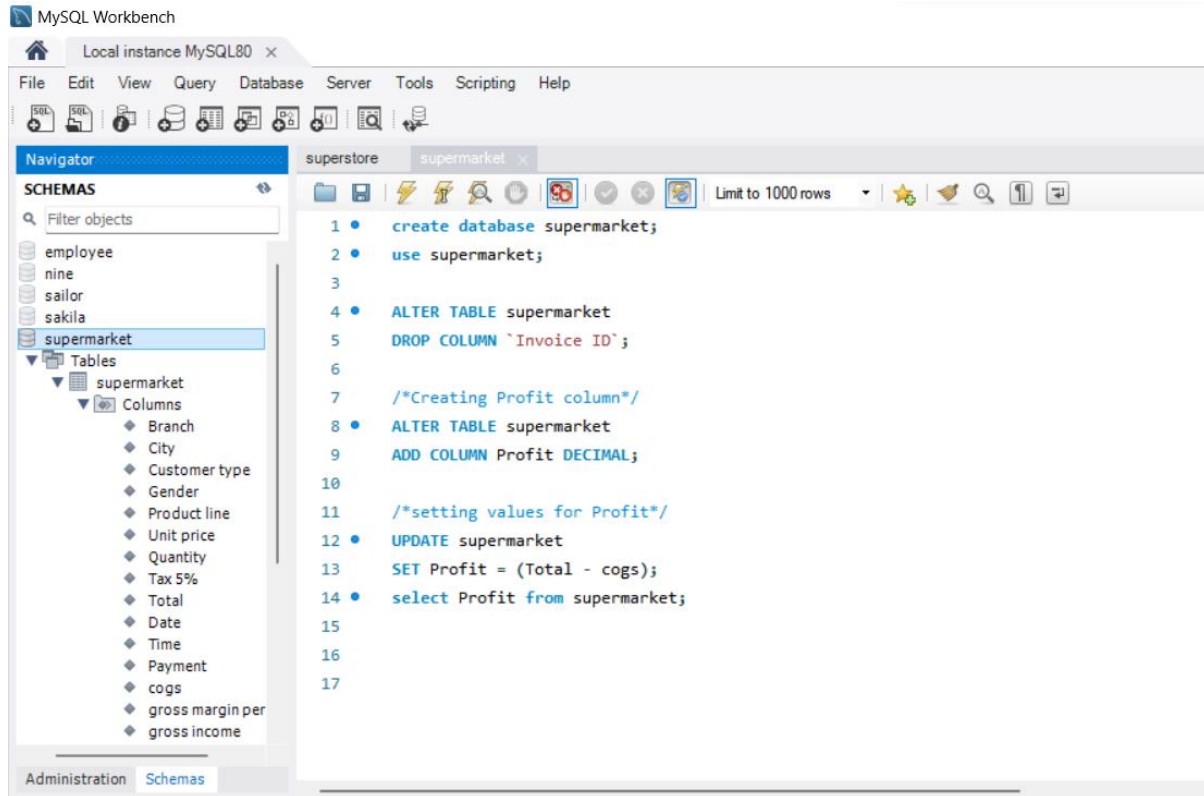 MySQL Workbench
Local instance MySQL80 ×
File Edit View Query Database Server Tools Scripting Help
Navigator
SCHEMAS
Filter objects
employee
nine
sailor
sakila
supermarket
Tables
supermarket
Columns
Branch
City
Customer type
Gender
Product line
Unit price
Quantity
Tax 5%
Total
Date
Time
Payment
cogs
gross margin per
gross income
Administration Schemas
superstore supermarket ×
Limit to 1000 rows
1 create database supermarket;
2 use supermarket;
3
4 ALTER TABLE supermarket
5 DROP COLUMN `Invoice ID`;
6
7 /*Creating Profit column*/
8 ALTER TABLE supermarket
9 ADD COLUMN Profit DECIMAL;
10
11 /*setting values for Profit*/
12 UPDATE supermarket
13 SET Profit = (Total - cogs);
14 select Profit from supermarket;
15
16
17